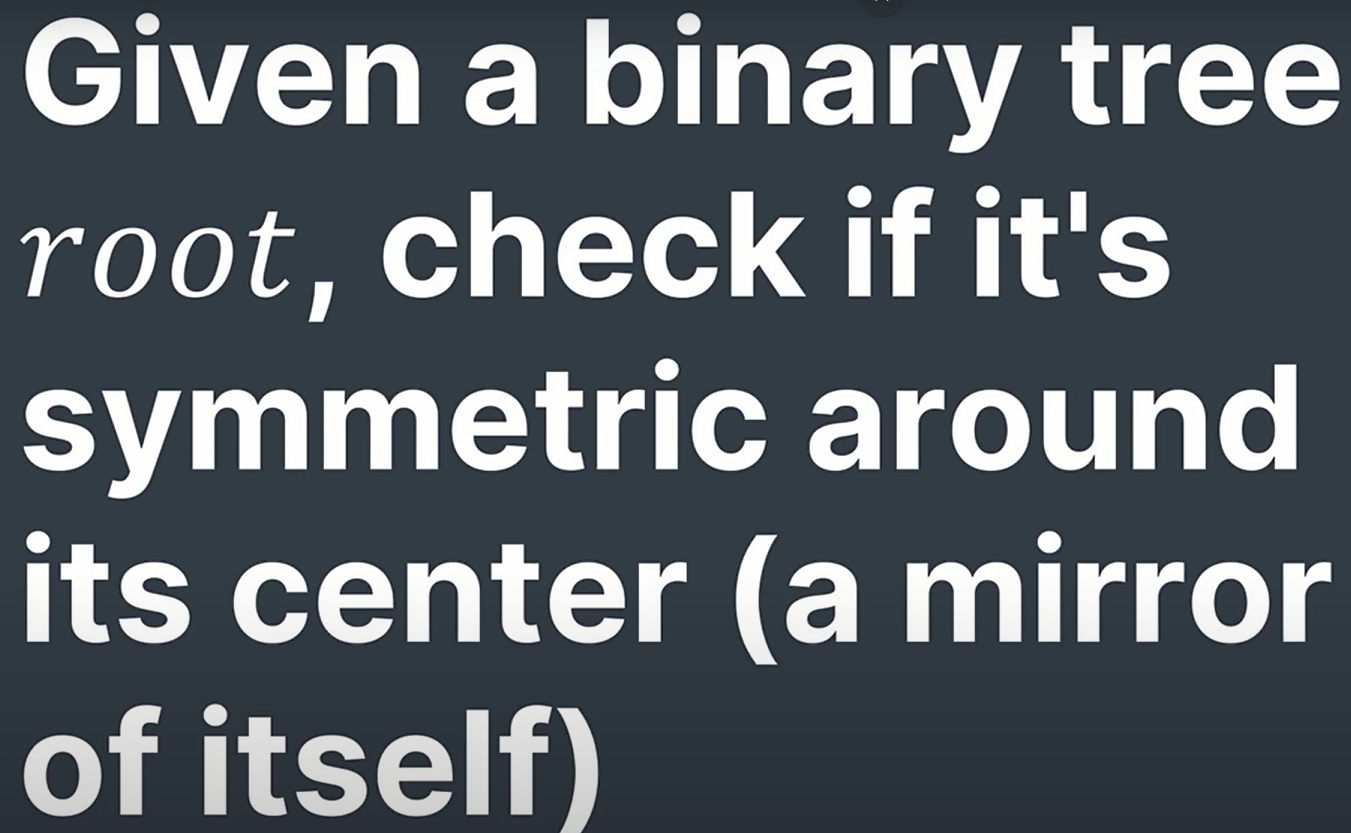 Given a binary tree
root, check if it's
symmetric around
its center (a mirror
of itself)